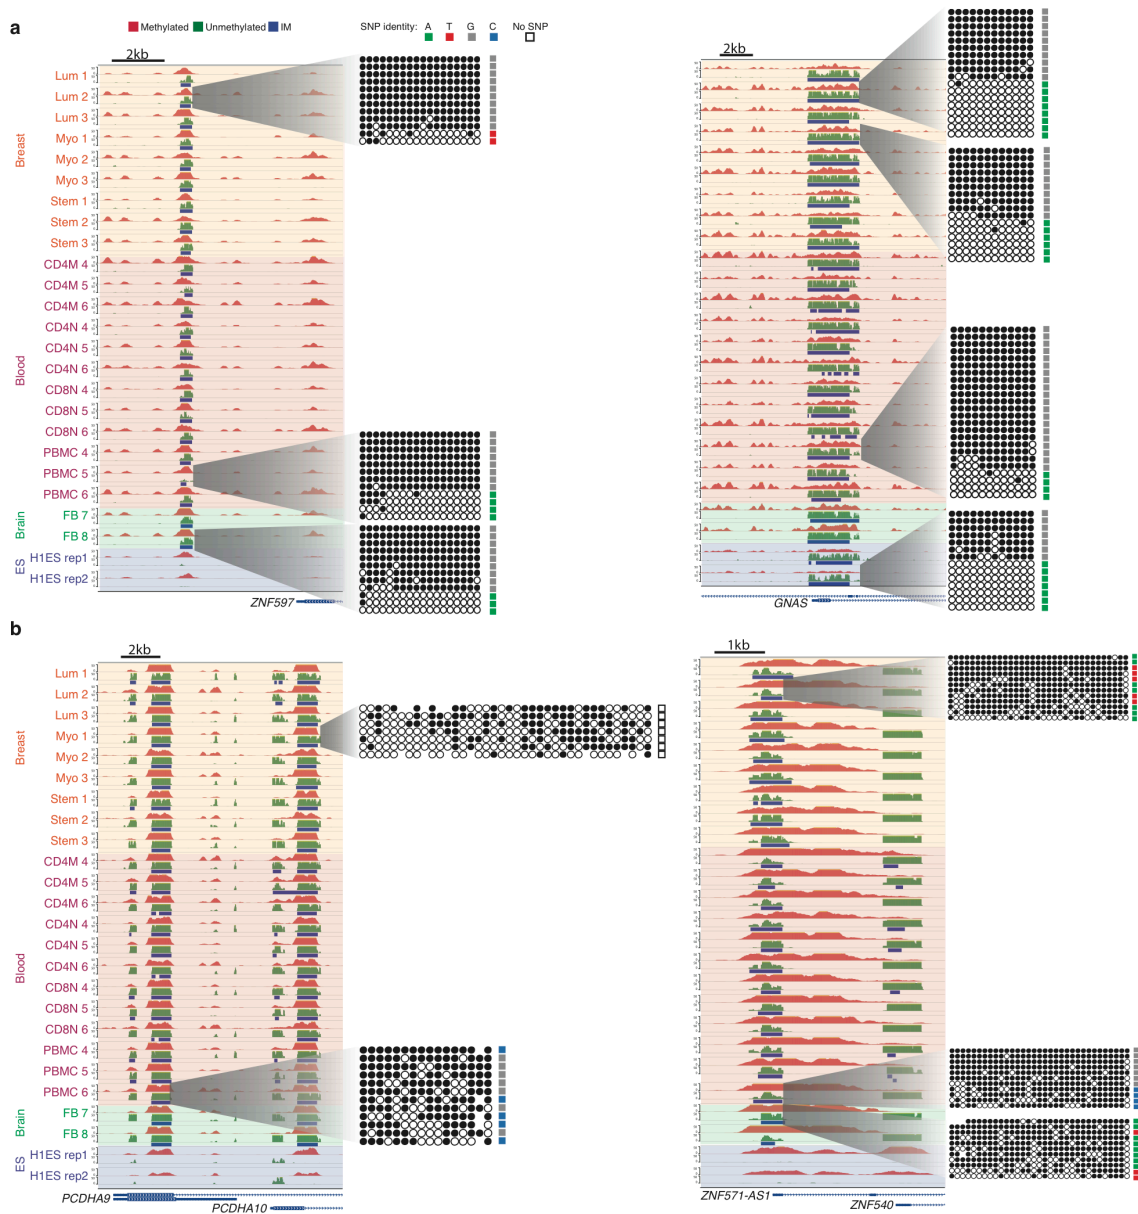 a
Methylated Unmethylated IM
SNP identity: A T G C No SNP
2kb
Breast
Lum 1
Lum 2
Lum 3
Myo 1
Myo 2
Myo 3
Stem 1
Stem 2
Stem 3
Blood
CD4M 4
CD4M 5
CD4M 6
CD4N 4
CD4N 5
CD4N 6
CD8N 4
CD8N 5
CD8N 6
PBMC 4
PBMC 5
PBMC 6
Brain
FB 7
FB 8
ES
H1ES rep1
H1ES rep2
ZNF597
2kb
GNAS
b
2kb
Breast
Lum 1
Lum 2
Lum 3
Myo 1
Myo 2
Myo 3
Stem 1
Stem 2
Stem 3
Blood
CD4M 4
CD4M 5
CD4M 6
CD4N 4
CD4N 5
CD4N 6
CD8N 4
CD8N 5
CD8N 6
PBMC 4
PBMC 5
PBMC 6
Brain
FB 7
FB 8
ES
H1ES rep1
H1ES rep2
PCDHA9
PCDHA10
1kb
ZNF571-AS1
ZNF540